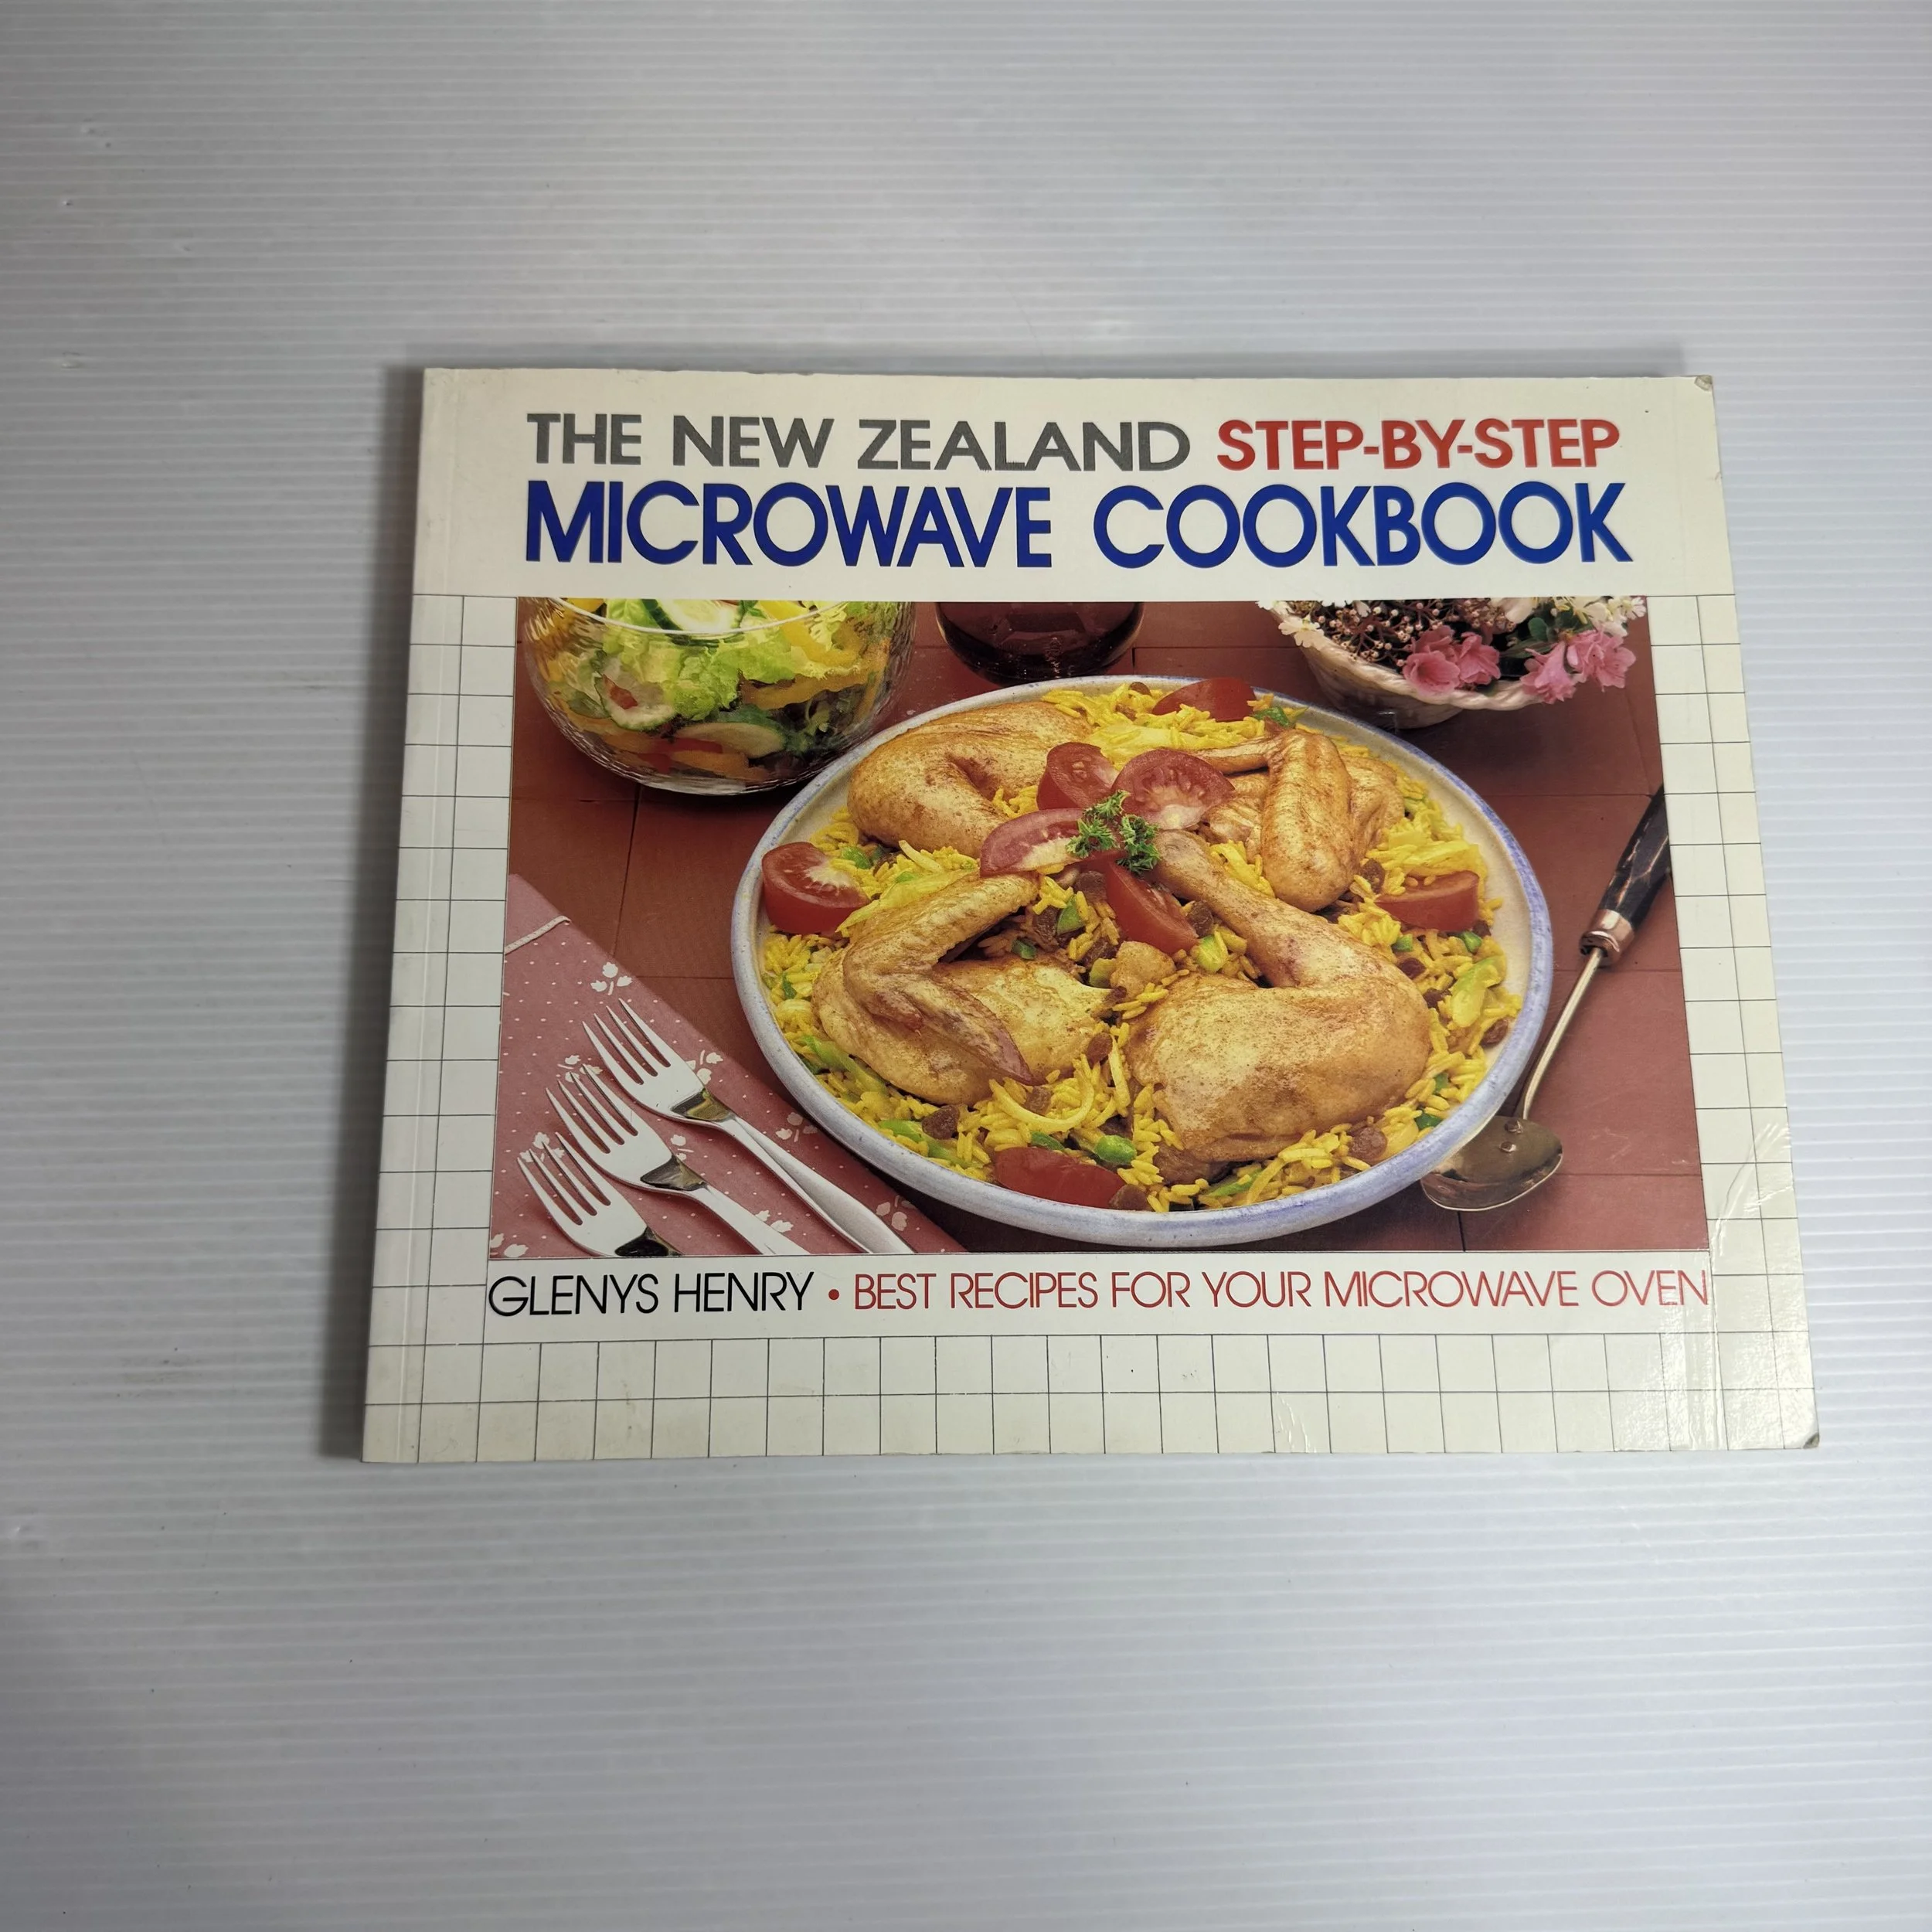 THE NEW ZEALAND STEP-BY-STEP
MICROWAVE COOKBOOK
GLENYS HENRY • BEST RECIPES FOR YOUR MICROWAVE OVEN